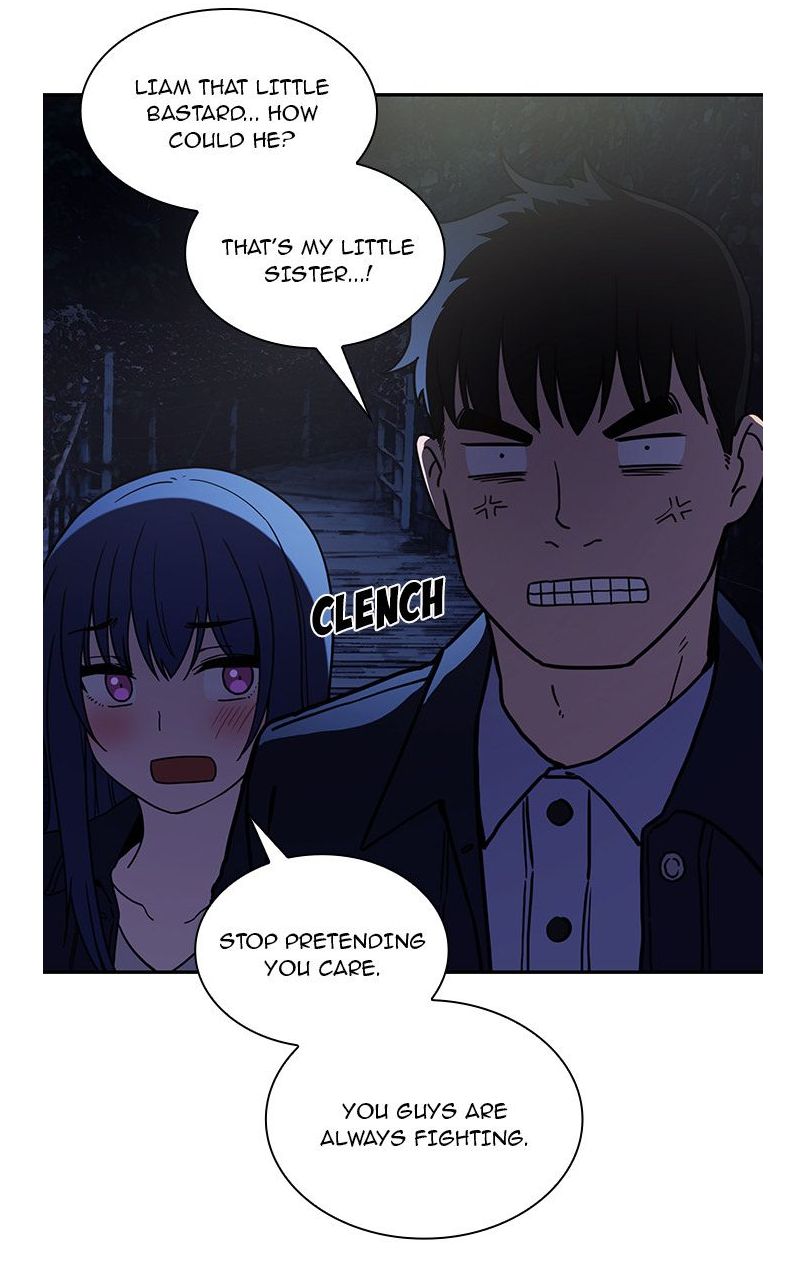 LIAM THAT LITTLE
BASTARD... HOW
COULD HE?
THAT'S MY LITTLE
SISTER...!
CLENCH
STOP PRETENDING
YOU CARE.
YOU GUYS ARE
ALWAYS FIGHTING.